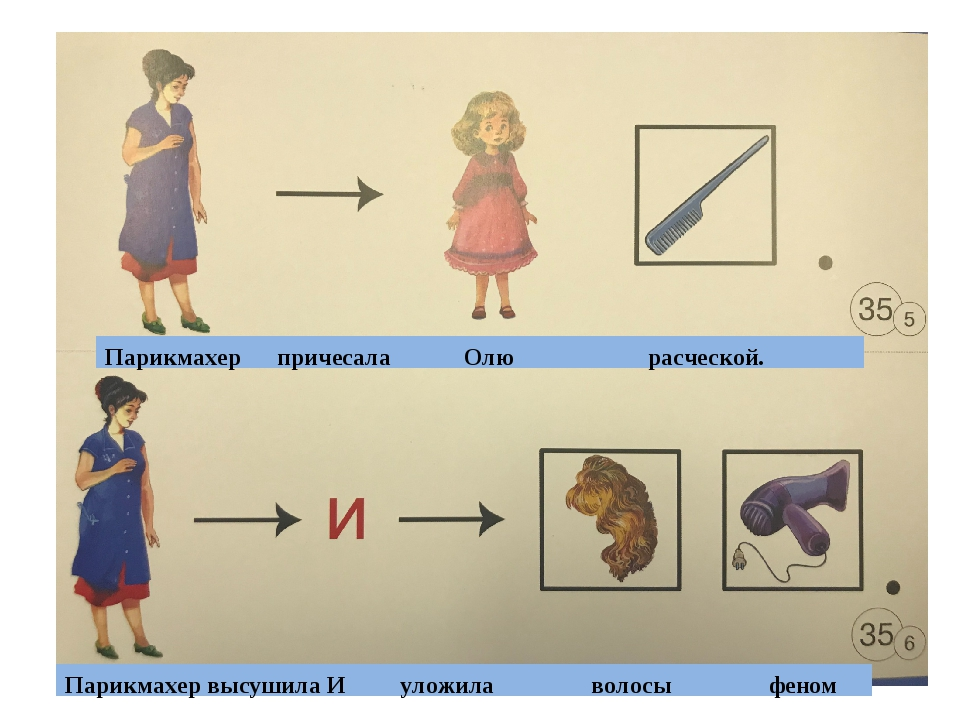 35 5
Парикмахер причесала Олю расческой.
И
35 6
Парикмахер высушила И уложила волосы феном